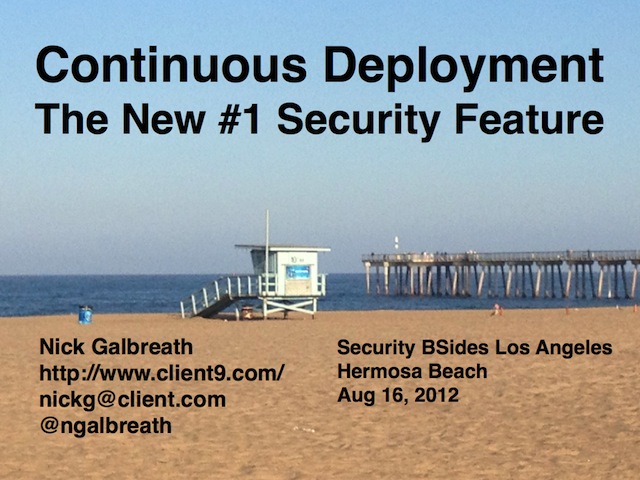 Continuous Deployment
The New #1 Security Feature
Nick Galbreath
http://www.client9.com/
nickg@client.com
@ngalbreath
Security BSides Los Angeles
Hermosa Beach
Aug 16, 2012